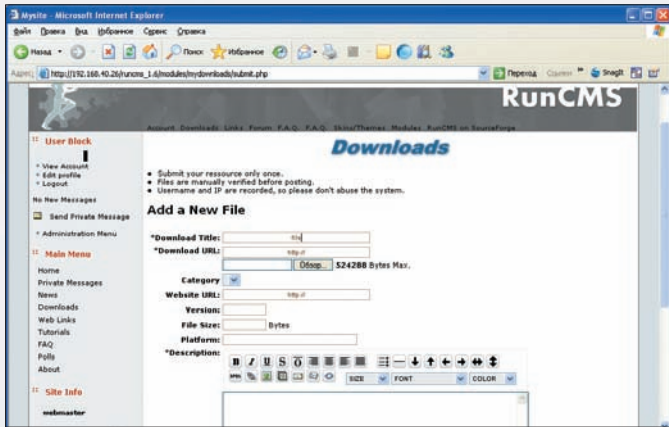 Mysite - Microsoft Internet Explorer
Файл Правка Вид Избранное Сервис Справка
Назад Поиск Избранное
Адрес: http://192.168.40.26/runcms_1.6/modules/mydownloads/submit.php Переход Ссылки » SnagIt
RunCMS
Account Downloads Links Forum F.A.Q. F.A.Q. Skins/Themes Modules RunCMS on SourceForge
User Block
View Account
Edit profile
Logout
No New Messages
Send Private Message
Administration Menu
Main Menu
Home
Private Messages
News
Downloads
Web Links
Tutorials
FAQ
Polls
About
Site Info
webmaster
Downloads
Submit your ressource only once.
Files are manually verified before posting.
Username and IP are recorded, so please don't abuse the system.
Add a New File
*Download Title: file
*Download URL: http://
Обзор... 524288 Bytes Max.
Category
Website URL: http://
Version:
File Size: Bytes
Platform:
*Description:
B I U S O
SIZE FONT COLOR